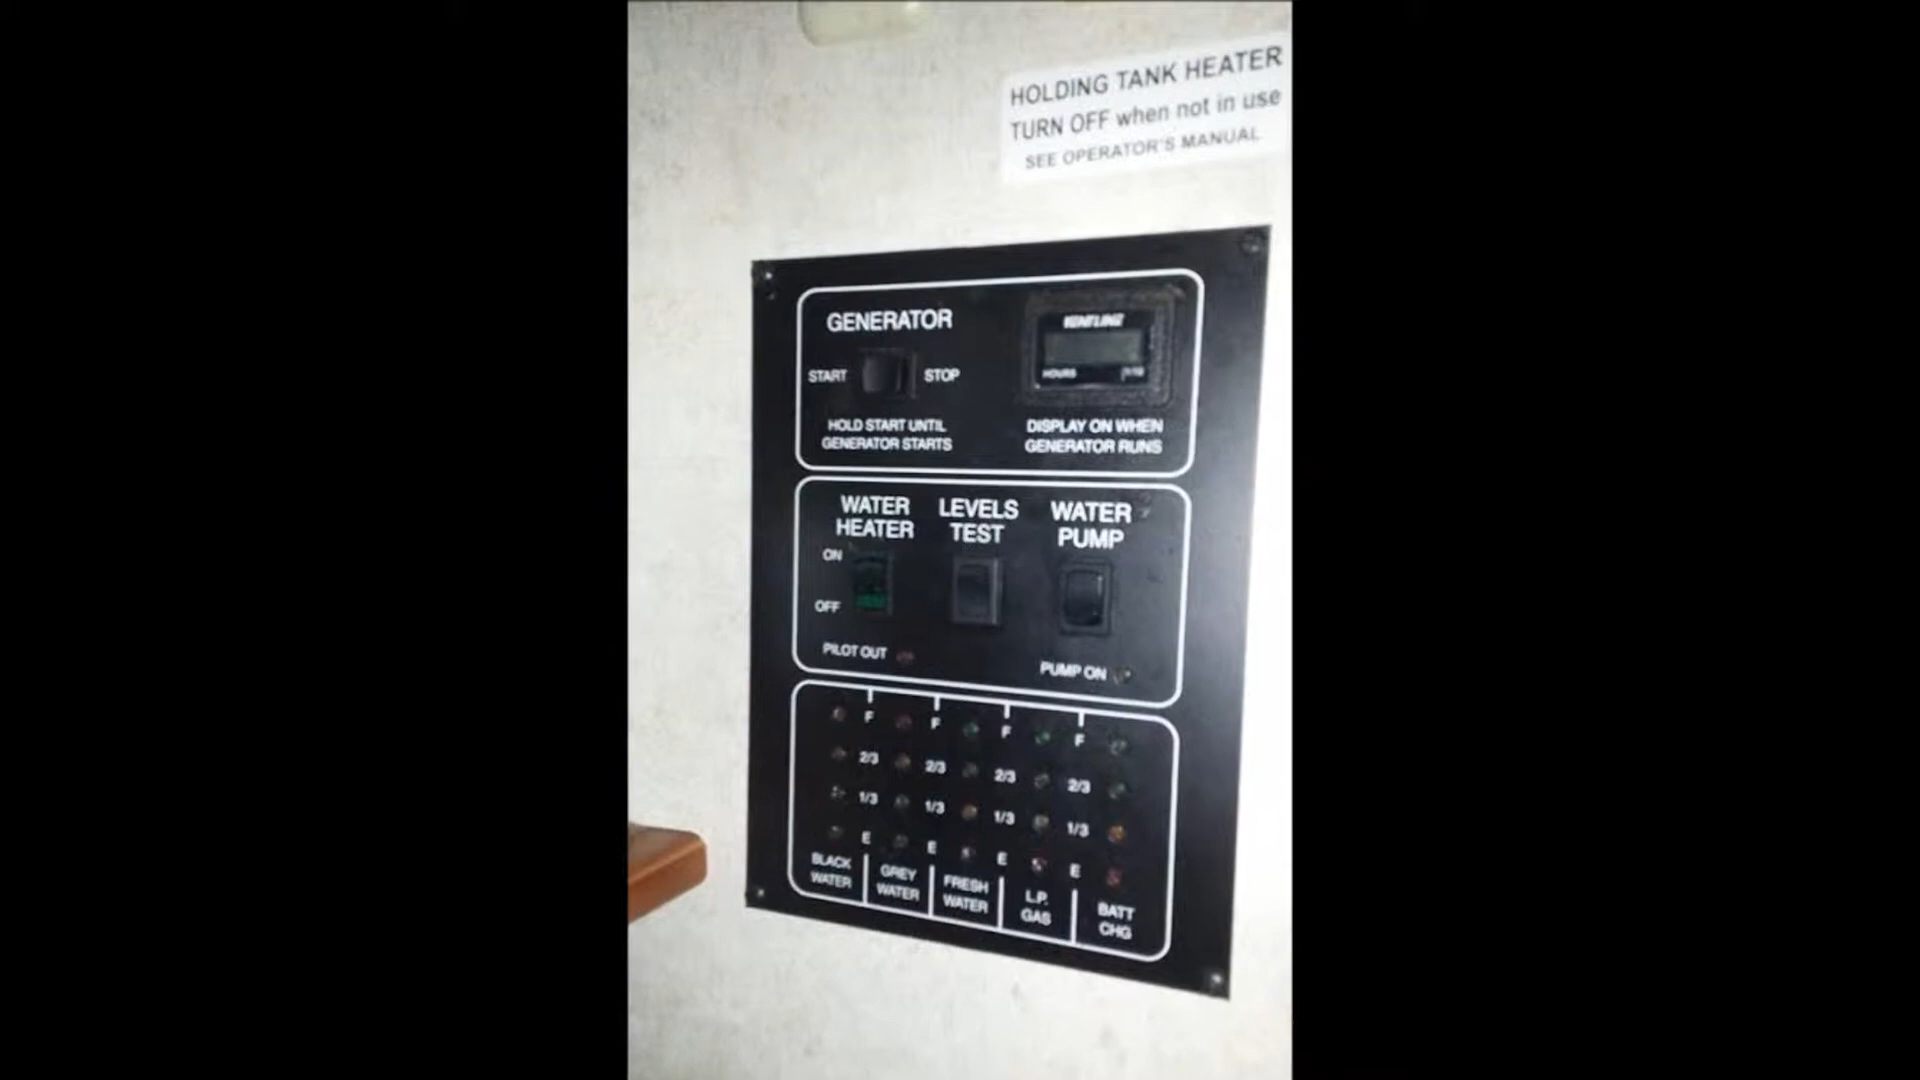 HOLDING TANK HEATER
TURN OFF when not in use
SEE OPERATOR'S MANUAL
GENERATOR
START STOP
HOLD START UNTIL
GENERATOR STARTS
HOURS 1/10
DISPLAY ON WHEN
GENERATOR RUNS
WATER
HEATER
ON
OFF
PILOT OUT
LEVELS
TEST
WATER
PUMP
PUMP ON
F F F F
2/3 2/3 2/3 2/3
1/3 1/3 1/3 1/3
E E E E
BLACK
WATER
GREY
WATER
FRESH
WATER
L.P.
GAS
BATT
CHG